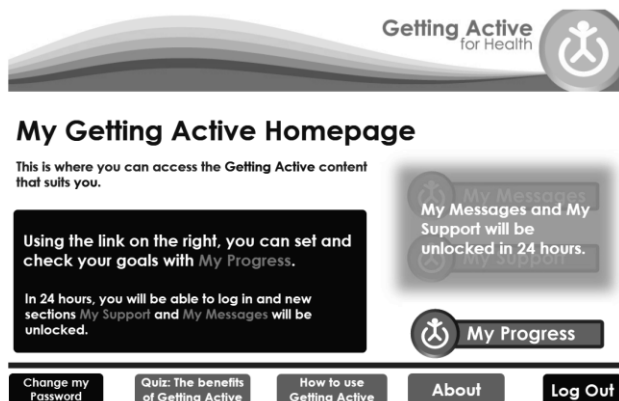 Getting Active
for Health
My Getting Active Homepage
This is where you can access the Getting Active content
that suits you.
My Messages
My Support
My Messages and My
Support will be
unlocked in 24 hours.
Using the link on the right, you can set and
check your goals with My Progress.
In 24 hours, you will be able to log in and new
sections My Support and My Messages will be
unlocked.
My Progress
Change my
Password
Quiz: The benefits
of Getting Active
How to use
Getting Active
About
Log Out